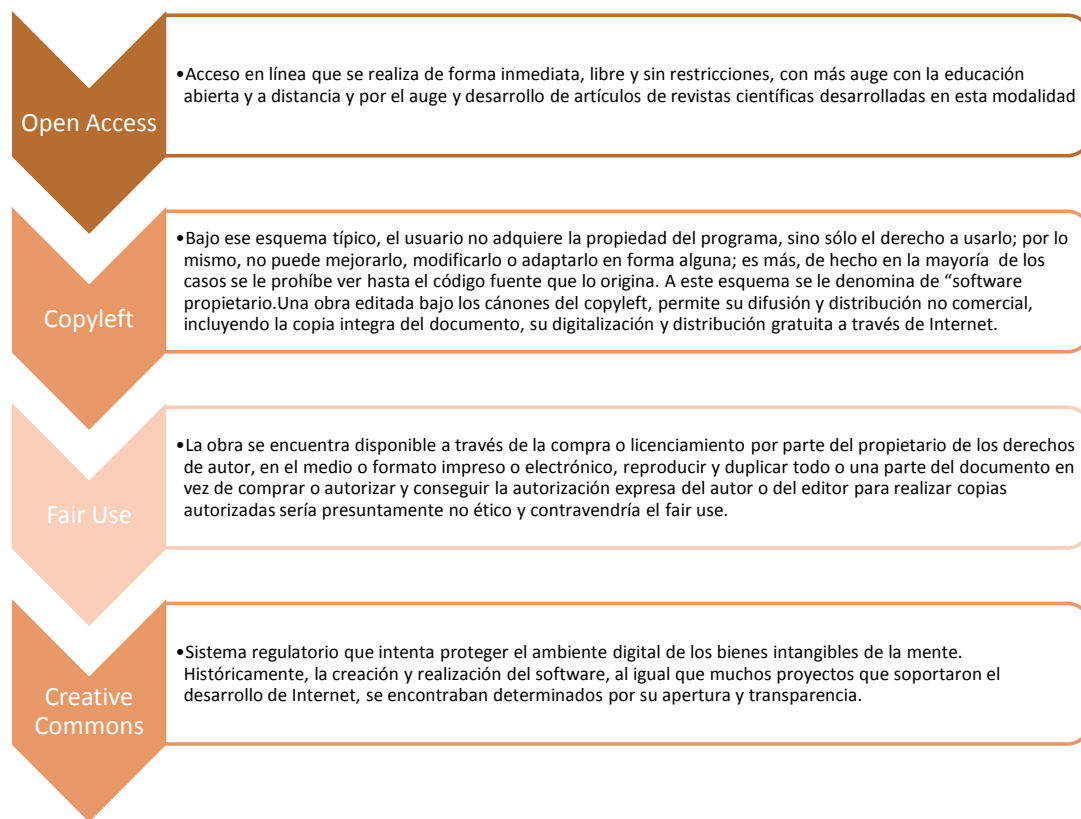 Open Access
•Acceso en línea que se realiza de forma inmediata, libre y sin restricciones, con más auge con la educación
abierta y a distancia y por el auge y desarrollo de artículos de revistas científicas desarrolladas en esta modalidad
Copyleft
•Bajo ese esquema típico, el usuario no adquiere la propiedad del programa, sino sólo el derecho a usarlo; por lo
mismo, no puede mejorarlo, modificarlo o adaptarlo en forma alguna; es más, de hecho en la mayoría de los
casos se le prohíbe ver hasta el código fuente que lo origina. A este esquema se le denomina de “software
propietario.Una obra editada bajo los cánones del copyleft, permite su difusión y distribución no comercial,
incluyendo la copia integra del documento, su digitalización y distribución gratuita a través de Internet.
Fair Use
•La obra se encuentra disponible a través de la compra o licenciamiento por parte del propietario de los derechos
de autor, en el medio o formato impreso o electrónico, reproducir y duplicar todo o una parte del documento en
vez de comprar o autorizar y conseguir la autorización expresa del autor o del editor para realizar copias
autorizadas sería presuntamente no ético y contravendría el fair use.
Creative
Commons
•Sistema regulatorio que intenta proteger el ambiente digital de los bienes intangibles de la mente.
Históricamente, la creación y realización del software, al igual que muchos proyectos que soportaron el
desarrollo de Internet, se encontraban determinados por su apertura y transparencia.